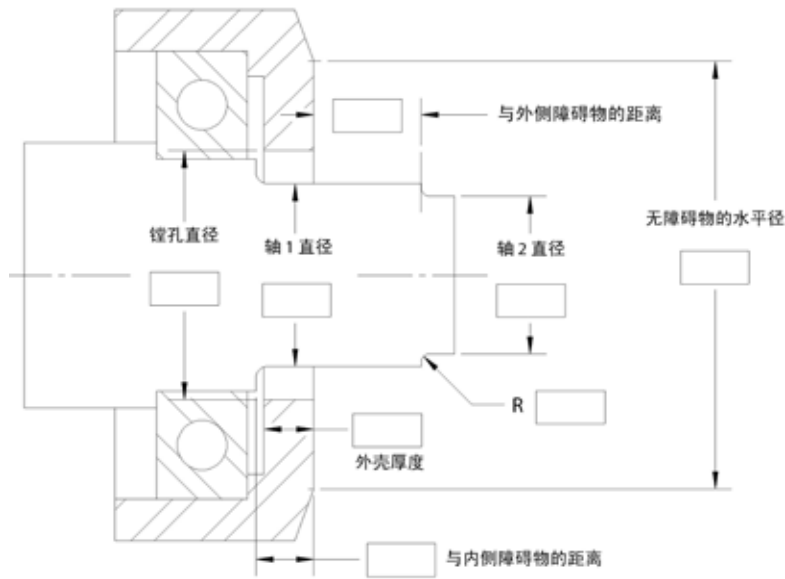 与外侧障碍物的距离
无障碍物的水平径
镗孔直径
轴1直径
轴2直径
R
外壳厚度
与内侧障碍物的距离